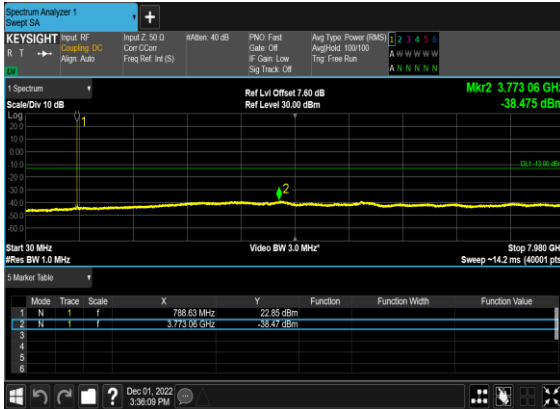 Spectrum Analyzer 1
Swept SA
+
KEYSIGHT
R T
Input: RF
Coupling: DC
Align: Auto
Input Z: 50 Ω
Corr CCorr
Freq Ref: Int (S)
#Atten: 40 dB
PNO: Fast
Gate: Off
IF Gain: Low
Sig Track: Off
Avg Type: Power (RMS)
Avg|Hold: 100/100
Trig: Free Run
1 2 3 4 5 6
A W W W W W
A N N N N N
1 Spectrum
Scale/Div 10 dB
Ref Lvl Offset 7.60 dB
Ref Level 30.00 dBm
Mkr2 3.773 06 GHz
-38.475 dBm
Log
20.0
10.0
0.00
-10.0
-20.0
-30.0
-40.0
-50.0
-60.0
1
2
DL1 -13.00 dBm
Start 30 MHz
#Res BW 1.0 MHz
Video BW 3.0 MHz*
Stop 7.980 GHz
Sweep ~14.2 ms (40001 pts)
5 Marker Table
Mode Trace Scale X Y Function Function Width Function Value
1 N 1 f 788.63 MHz 22.85 dBm
2 N 1 f 3.773 06 GHz -38.47 dBm
3
4
5
6
?
Dec 01, 2022
3:36:09 PM